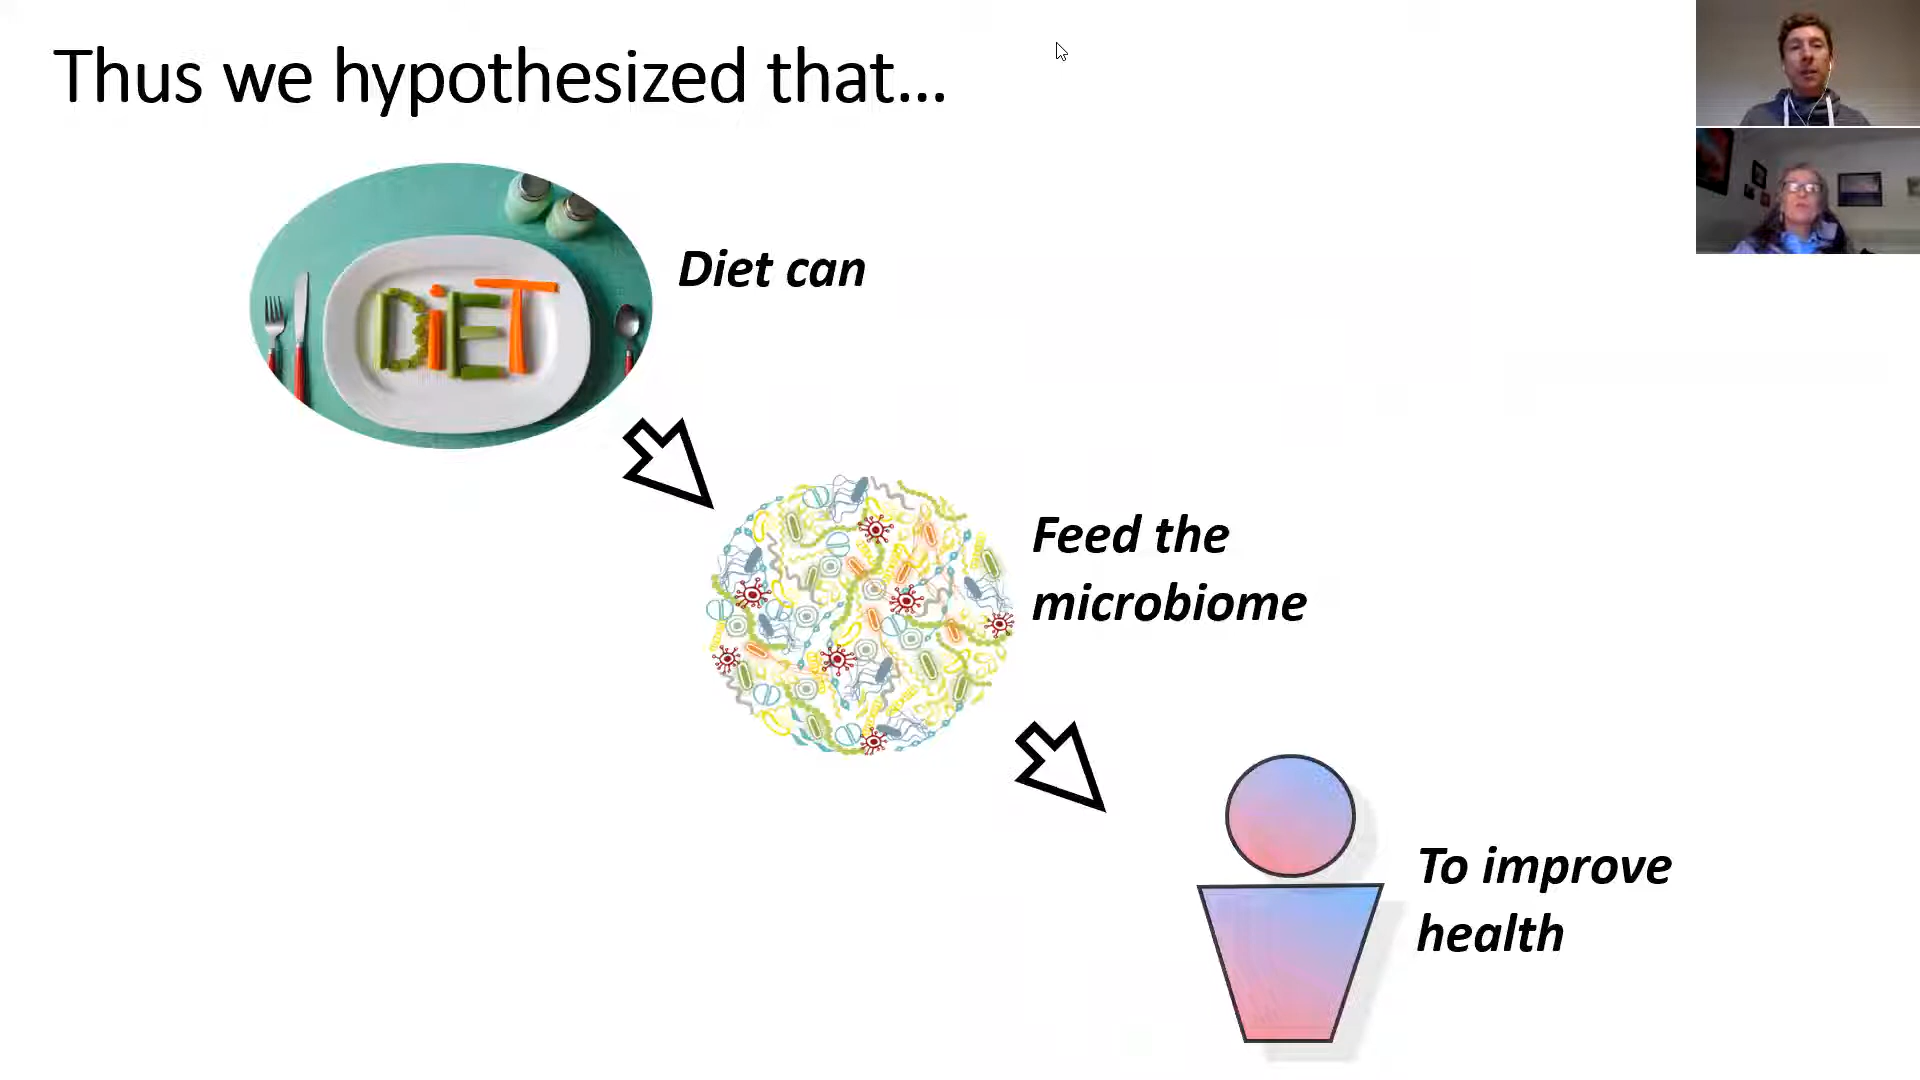 Thus we hypothesized that...
DiET
Diet can
Feed the
microbiome
To improve
health